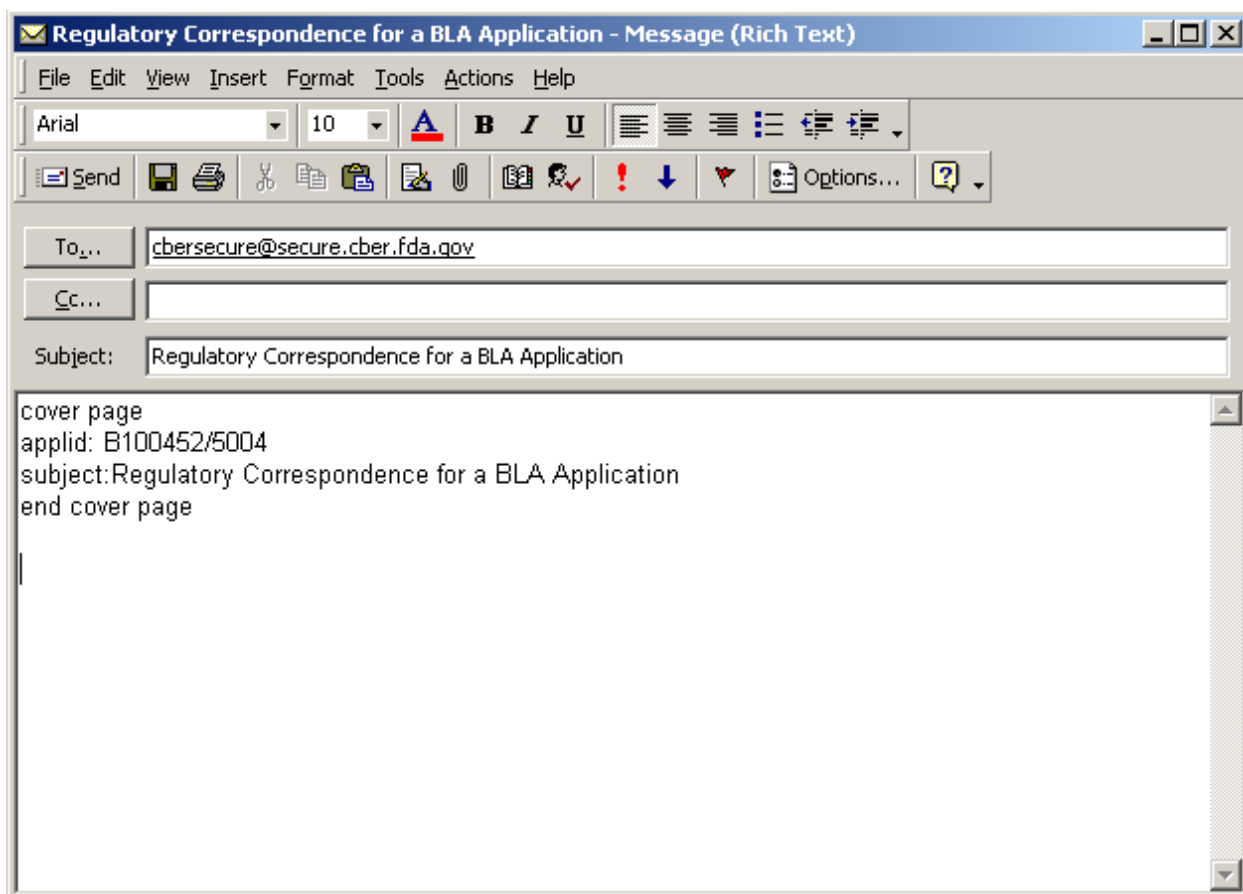 Regulatory Correspondence for a BLA Application - Message (Rich Text)
File Edit View Insert Format Tools Actions Help
Arial 10 A B I U
Send Options...
To... cbersecure@secure.cber.fda.gov
Cc...
Subject: Regulatory Correspondence for a BLA Application
cover page
applid: B100452/5004
subject:Regulatory Correspondence for a BLA Application
end cover page